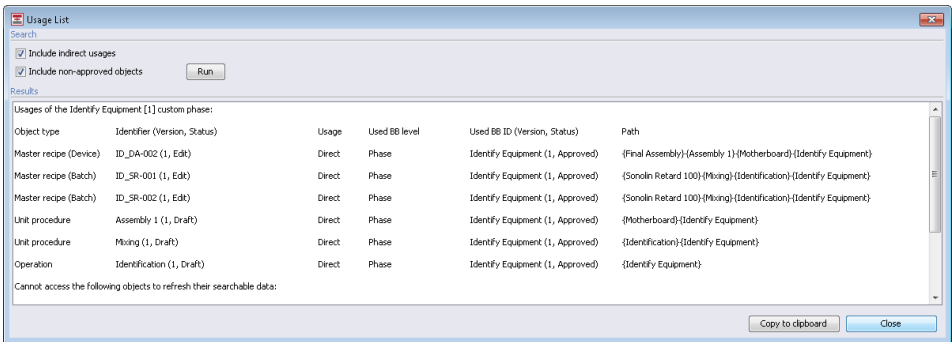 Usage List
Search
Include indirect usages
Include non-approved objects Run
Results
Usages of the Identify Equipment [1] custom phase:
Object type Identifier (Version, Status) Usage Used BB level Used BB ID (Version, Status) Path
Master recipe (Device) ID_DA-002 (1, Edit) Direct Phase Identify Equipment (1, Approved) {Final Assembly}-{Assembly 1}-{Motherboard}-{Identify Equipment}
Master recipe (Batch) ID_SR-001 (1, Edit) Direct Phase Identify Equipment (1, Approved) {Sonolin Retard 100}-{Mixing}-{Identification}-{Identify Equipment}
Master recipe (Batch) ID_SR-002 (1, Edit) Direct Phase Identify Equipment (1, Approved) {Sonolin Retard 100}-{Mixing}-{Identification}-{Identify Equipment}
Unit procedure Assembly 1 (1, Draft) Direct Phase Identify Equipment (1, Approved) {Motherboard}-{Identify Equipment}
Unit procedure Mixing (1, Draft) Direct Phase Identify Equipment (1, Approved) {Identification}-{Identify Equipment}
Operation Identification (1, Draft) Direct Phase Identify Equipment (1, Approved) {Identify Equipment}
Cannot access the following objects to refresh their searchable data:
Copy to clipboard Close